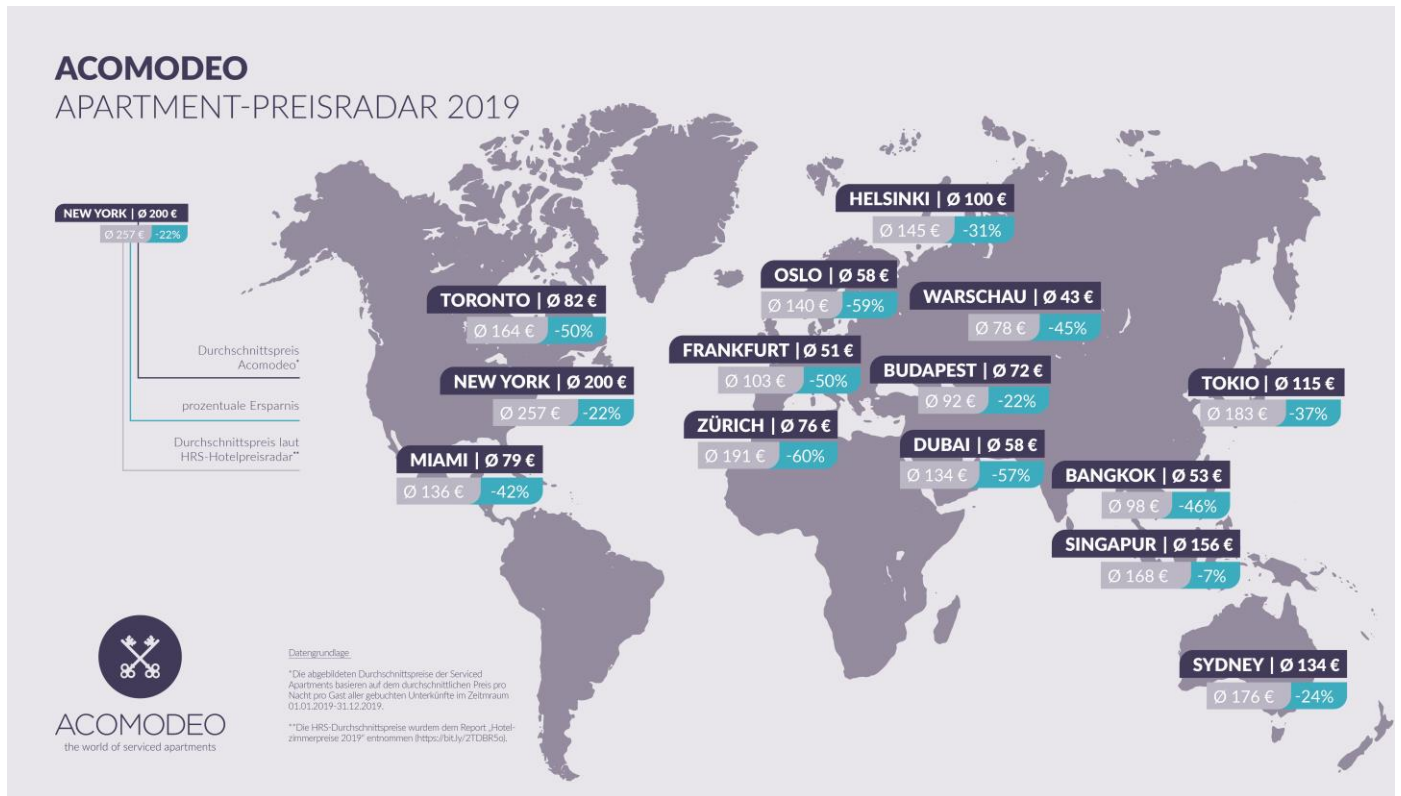 ACOMODEO
APARTMENT-PREISRADAR 2019
NEW YORK | Ø 200 €
Ø 257 € -22%
Durchschnittspreis
Acomodeo*
prozentuale Ersparnis
Durchschnittspreis laut
HRS-Hotelpreisradar**
HELSINKI | Ø 100 €
Ø 145 € -31%
OSLO | Ø 58 €
Ø 140 € -59%
WARSCHAU | Ø 43 €
Ø 78 € -45%
TORONTO | Ø 82 €
Ø 164 € -50%
FRANKFURT | Ø 51 €
Ø 103 € -50%
BUDAPEST | Ø 72 €
Ø 92 € -22%
NEW YORK | Ø 200 €
Ø 257 € -22%
TOKIO | Ø 115 €
Ø 183 € -37%
ZÜRICH | Ø 76 €
Ø 191 € -60%
DUBAI | Ø 58 €
Ø 134 € -57%
MIAMI | Ø 79 €
Ø 136 € -42%
BANGKOK | Ø 53 €
Ø 98 € -46%
SINGAPUR | Ø 156 €
Ø 168 € -7%
SYDNEY | Ø 134 €
Ø 176 € -24%
ACOMODEO
the world of serviced apartments
Datengrundlage
*Die abgebildeten Durchschnittspreise der Serviced
Apartments basieren auf dem durchschnittlichen Preis pro
Nacht pro Gast aller gebuchten Unterkünfte im Zeitmraum
01.01.2019-31.12.2019.
**Die HRS-Durchschnittspreise wurdem dem Report „Hotel-
zimmerpreise 2019" entnommen (https://bit.ly/2TDBR5o).